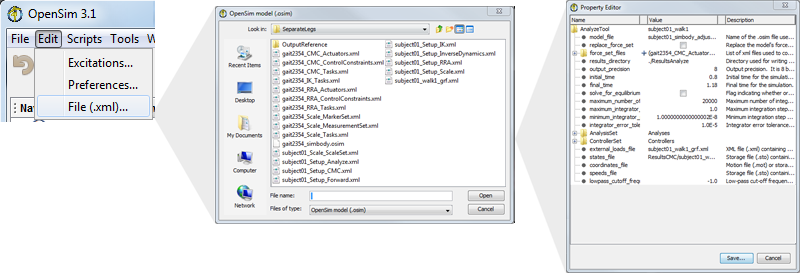 OpenSim 3.1
File Edit Scripts Tools W
Excitations...
Preferences...
File (.xml)...
Na
OpenSim model (.osim)
Look in: SeparateLegs
Recent Items
Desktop
My Documents
Computer
Network
OutputReference
gait2354_CMC_Actuators.xml
gait2354_CMC_ControlConstraints.xml
gait2354_CMC_Tasks.xml
gait2354_IK_Tasks.xml
gait2354_RRA_Actuators.xml
gait2354_RRA_ControlConstraints.xml
gait2354_RRA_Tasks.xml
gait2354_Scale_MarkerSet.xml
gait2354_Scale_MeasurementSet.xml
gait2354_Scale_Tasks.xml
gait2354_simbody.osim
subject01_Scale_ScaleSet.xml
subject01_Setup_Analyze.xml
subject01_Setup_CMC.xml
subject01_Setup_Forward.xml
subject01_Setup_IK.xml
subject01_Setup_InverseDynamics.xml
subject01_Setup_RRA.xml
subject01_Setup_Scale.xml
subject01_walk1_grf.xml
File name: Open
Files of type: OpenSim model (.osim) Cancel
Property Editor
Name Value Description
AnalyzeTool subject01_walk1
model_file subject01_simbody_adjus... Name of the .osim file use...
replace_force_set Replace the model's force...
force_set_files (gait2354_CMC_Actuator... List of xml files used to co...
results_directory ./ResultsAnalyze Directory used for writing ...
output_precision 8 Output precision. It is 8 b...
initial_time 0.8 Initial time for the simulati...
final_time 1.18 Final time for the simulation.
solve_for_equilibrium Flag indicating whether or...
maximum_number_of 20000 Maximum number of integ...
maximum_integrator_ 1.0 Maximum integration step ...
minimum_integrator_ 1.0000000000000002E-8 Minimum integration step ...
integrator_error_tole 1.0E-5 Integrator error tolerance...
AnalysisSet Analyses
ControllerSet Controllers
external_loads_file subject01_walk1_grf.xml XML file (.xml) containing ...
states_file ResultsCMC/subject01_w... Storage file (.sto) contain...
coordinates_file Motion file (.mot) or stora...
speeds_file Storage file (.sto) contain...
lowpass_cutoff_freq -1.0 Low-pass cut-off frequen...
Save... Cancel